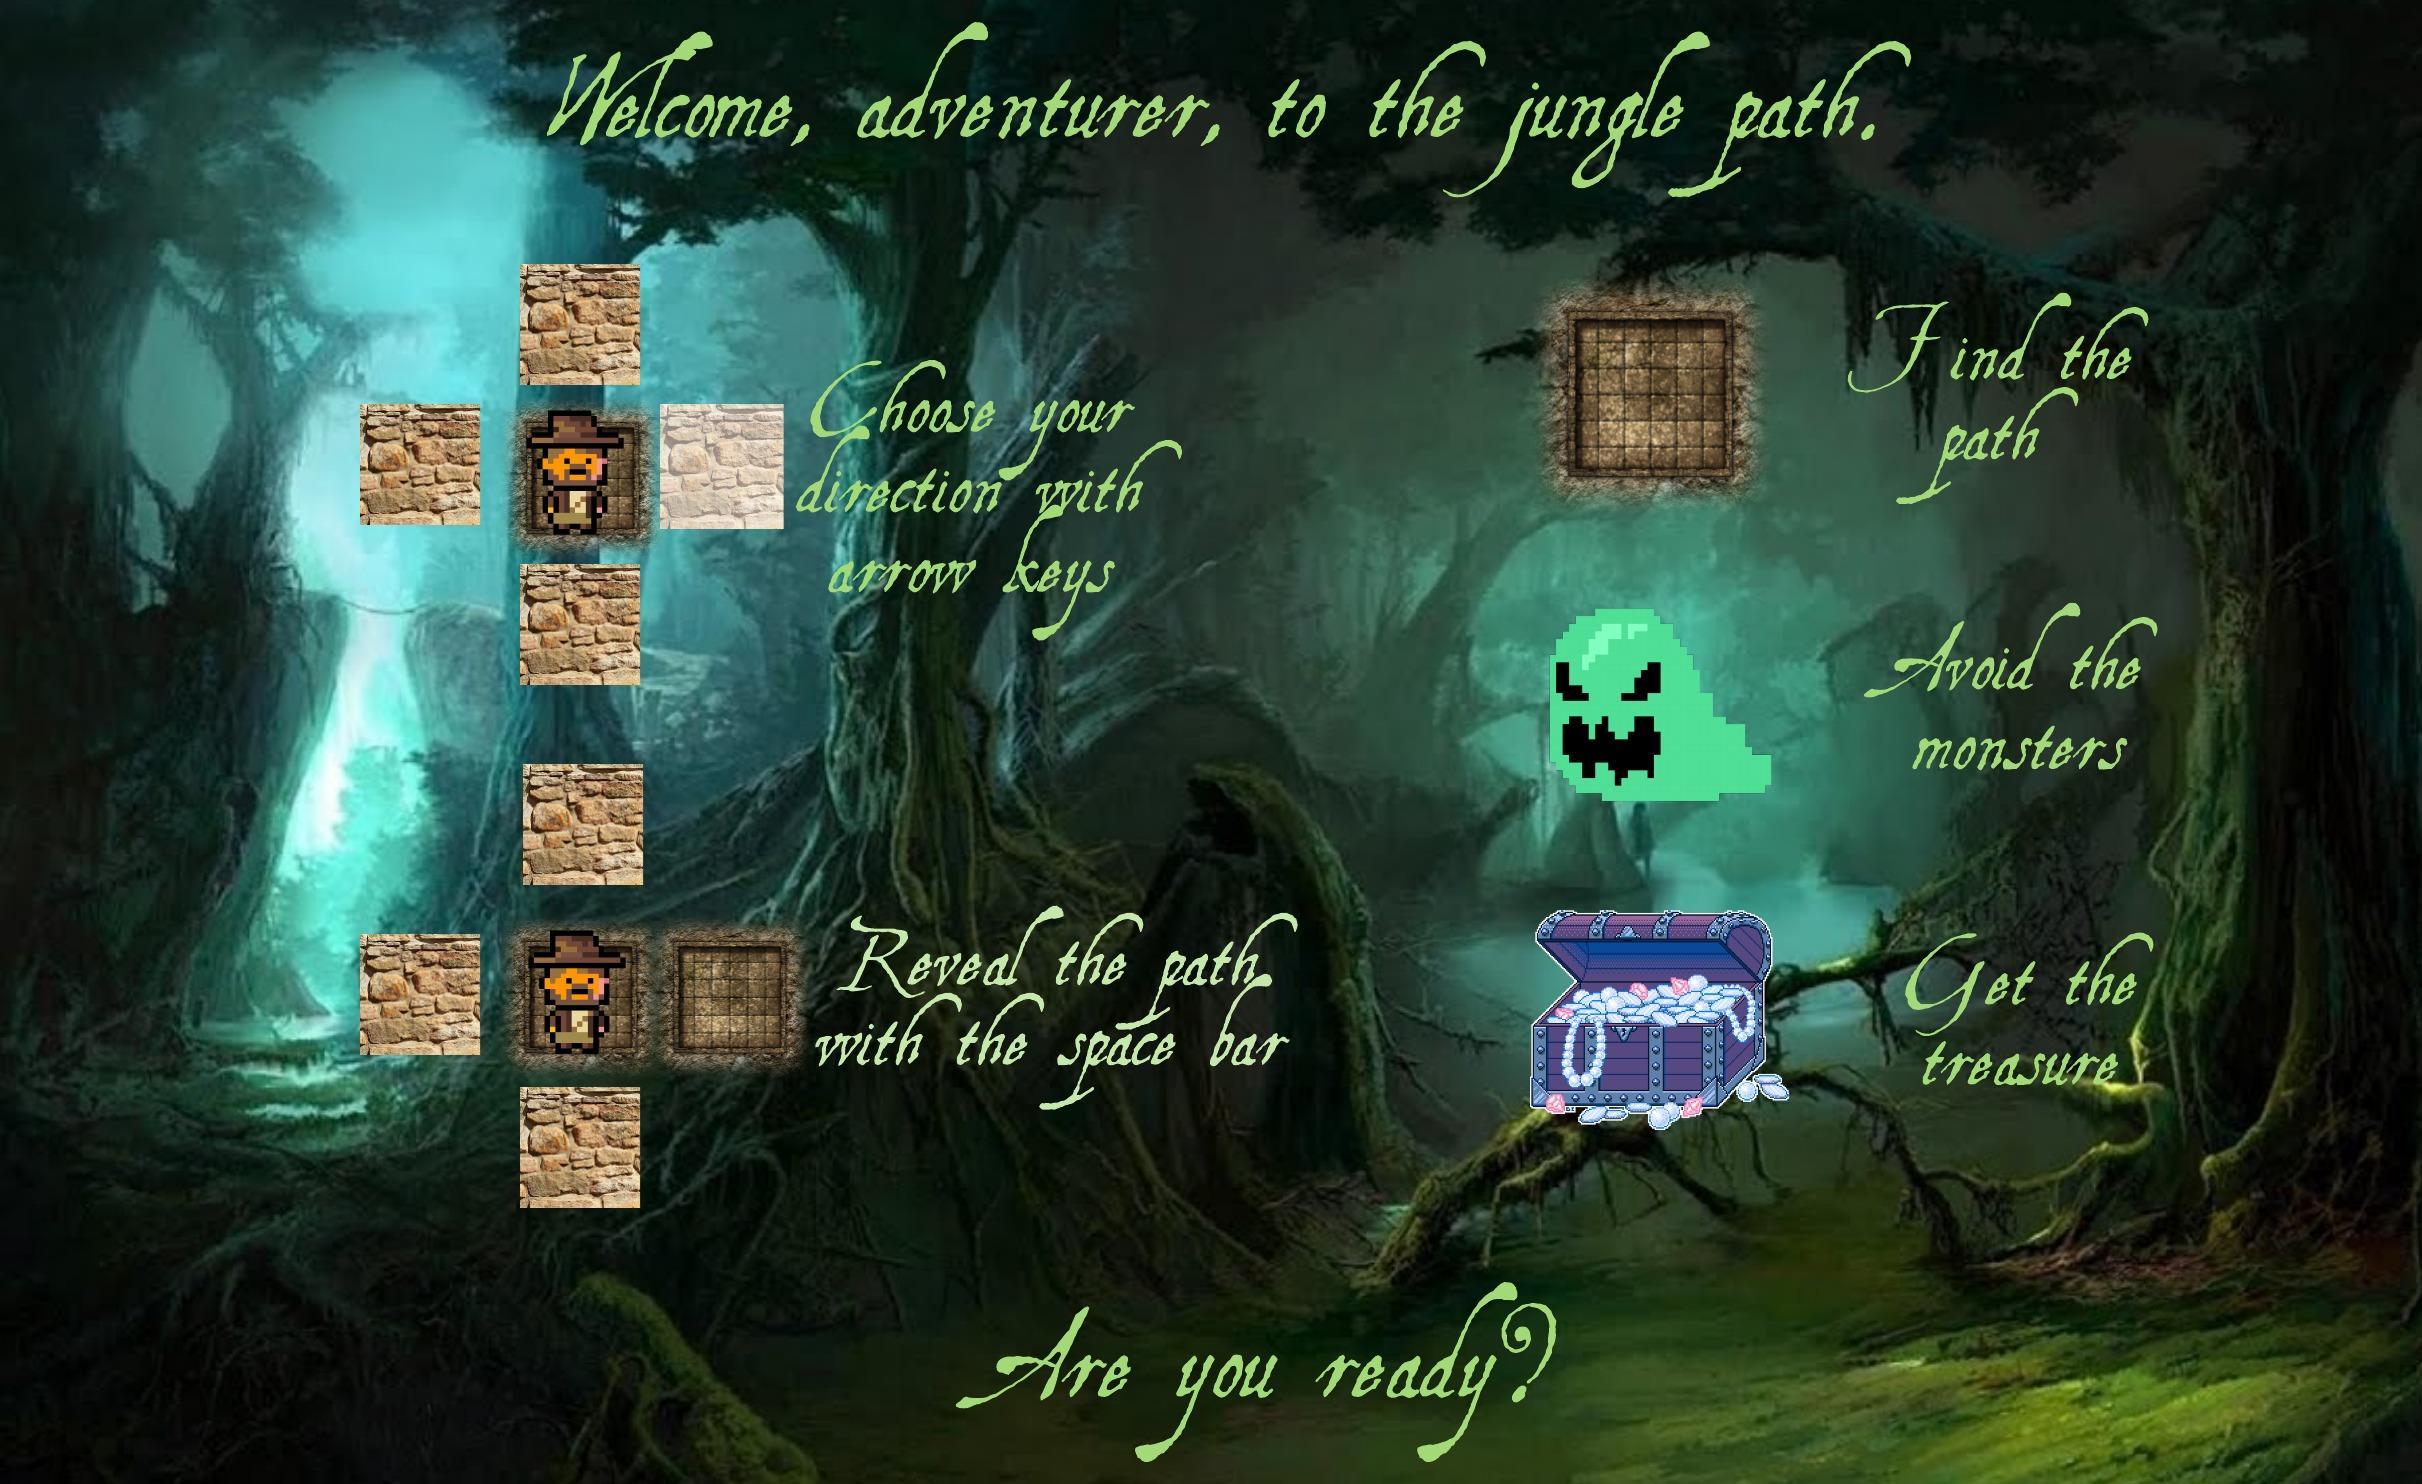 Welcome, adventurer, to the jungle path.
Choose your
direction with
arrow keys
Reveal the path
with the space bar
Find the
path
Avoid the
monsters
Get the
treasure
Are you ready?